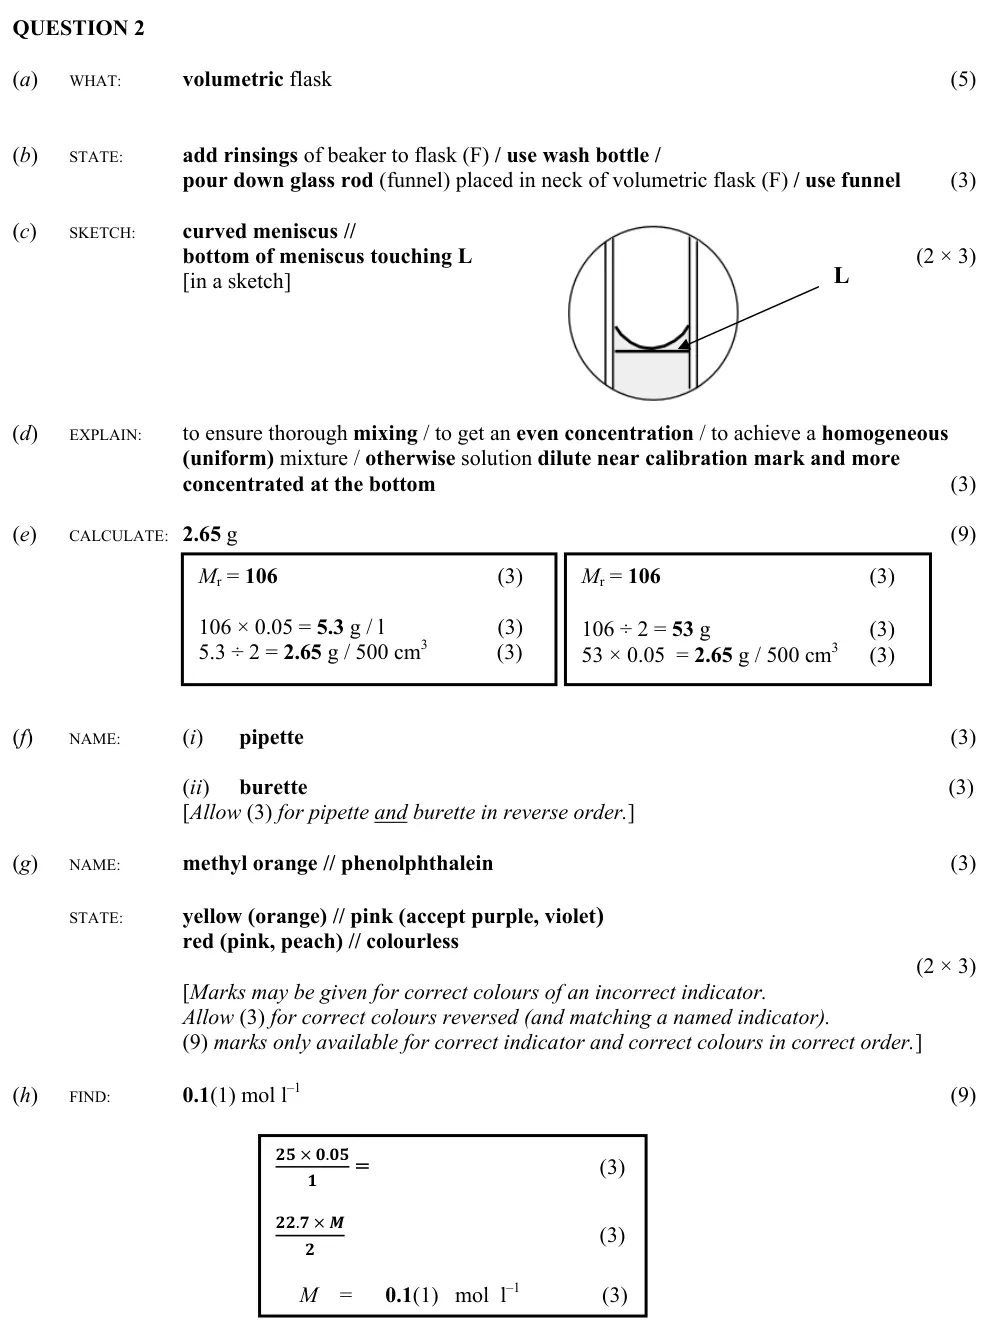 QUESTION 2
(a) WHAT: volumetric flask (5)
(b) STATE: add rinsings of beaker to flask (F) / use wash bottle /
pour down glass rod (funnel) placed in neck of volumetric flask (F) / use funnel (3)
(c) SKETCH: curved meniscus //
bottom of meniscus touching L (2 × 3)
[in a sketch]
L
(d) EXPLAIN: to ensure thorough mixing / to get an even concentration / to achieve a homogeneous
(uniform) mixture / otherwise solution dilute near calibration mark and more
concentrated at the bottom (3)
(e) CALCULATE: 2.65 g (9)
Mr = 106 (3)
106 × 0.05 = 5.3 g / l (3)
5.3 ÷ 2 = 2.65 g / 500 cm³ (3)
Mr = 106 (3)
106 ÷ 2 = 53 g (3)
53 × 0.05 = 2.65 g / 500 cm³ (3)
(f) NAME: (i) pipette (3)
(ii) burette (3)
[Allow (3) for pipette and burette in reverse order.]
(g) NAME: methyl orange // phenolphthalein (3)
STATE: yellow (orange) // pink (accept purple, violet)
red (pink, peach) // colourless
(2 × 3)
[Marks may be given for correct colours of an incorrect indicator.
Allow (3) for correct colours reversed (and matching a named indicator).
(9) marks only available for correct indicator and correct colours in correct order.]
(h) FIND: 0.1(1) mol l⁻¹ (9)
25 × 0.05
= (3)
1
22.7 × M
(3)
2
M = 0.1(1) mol l⁻¹ (3)